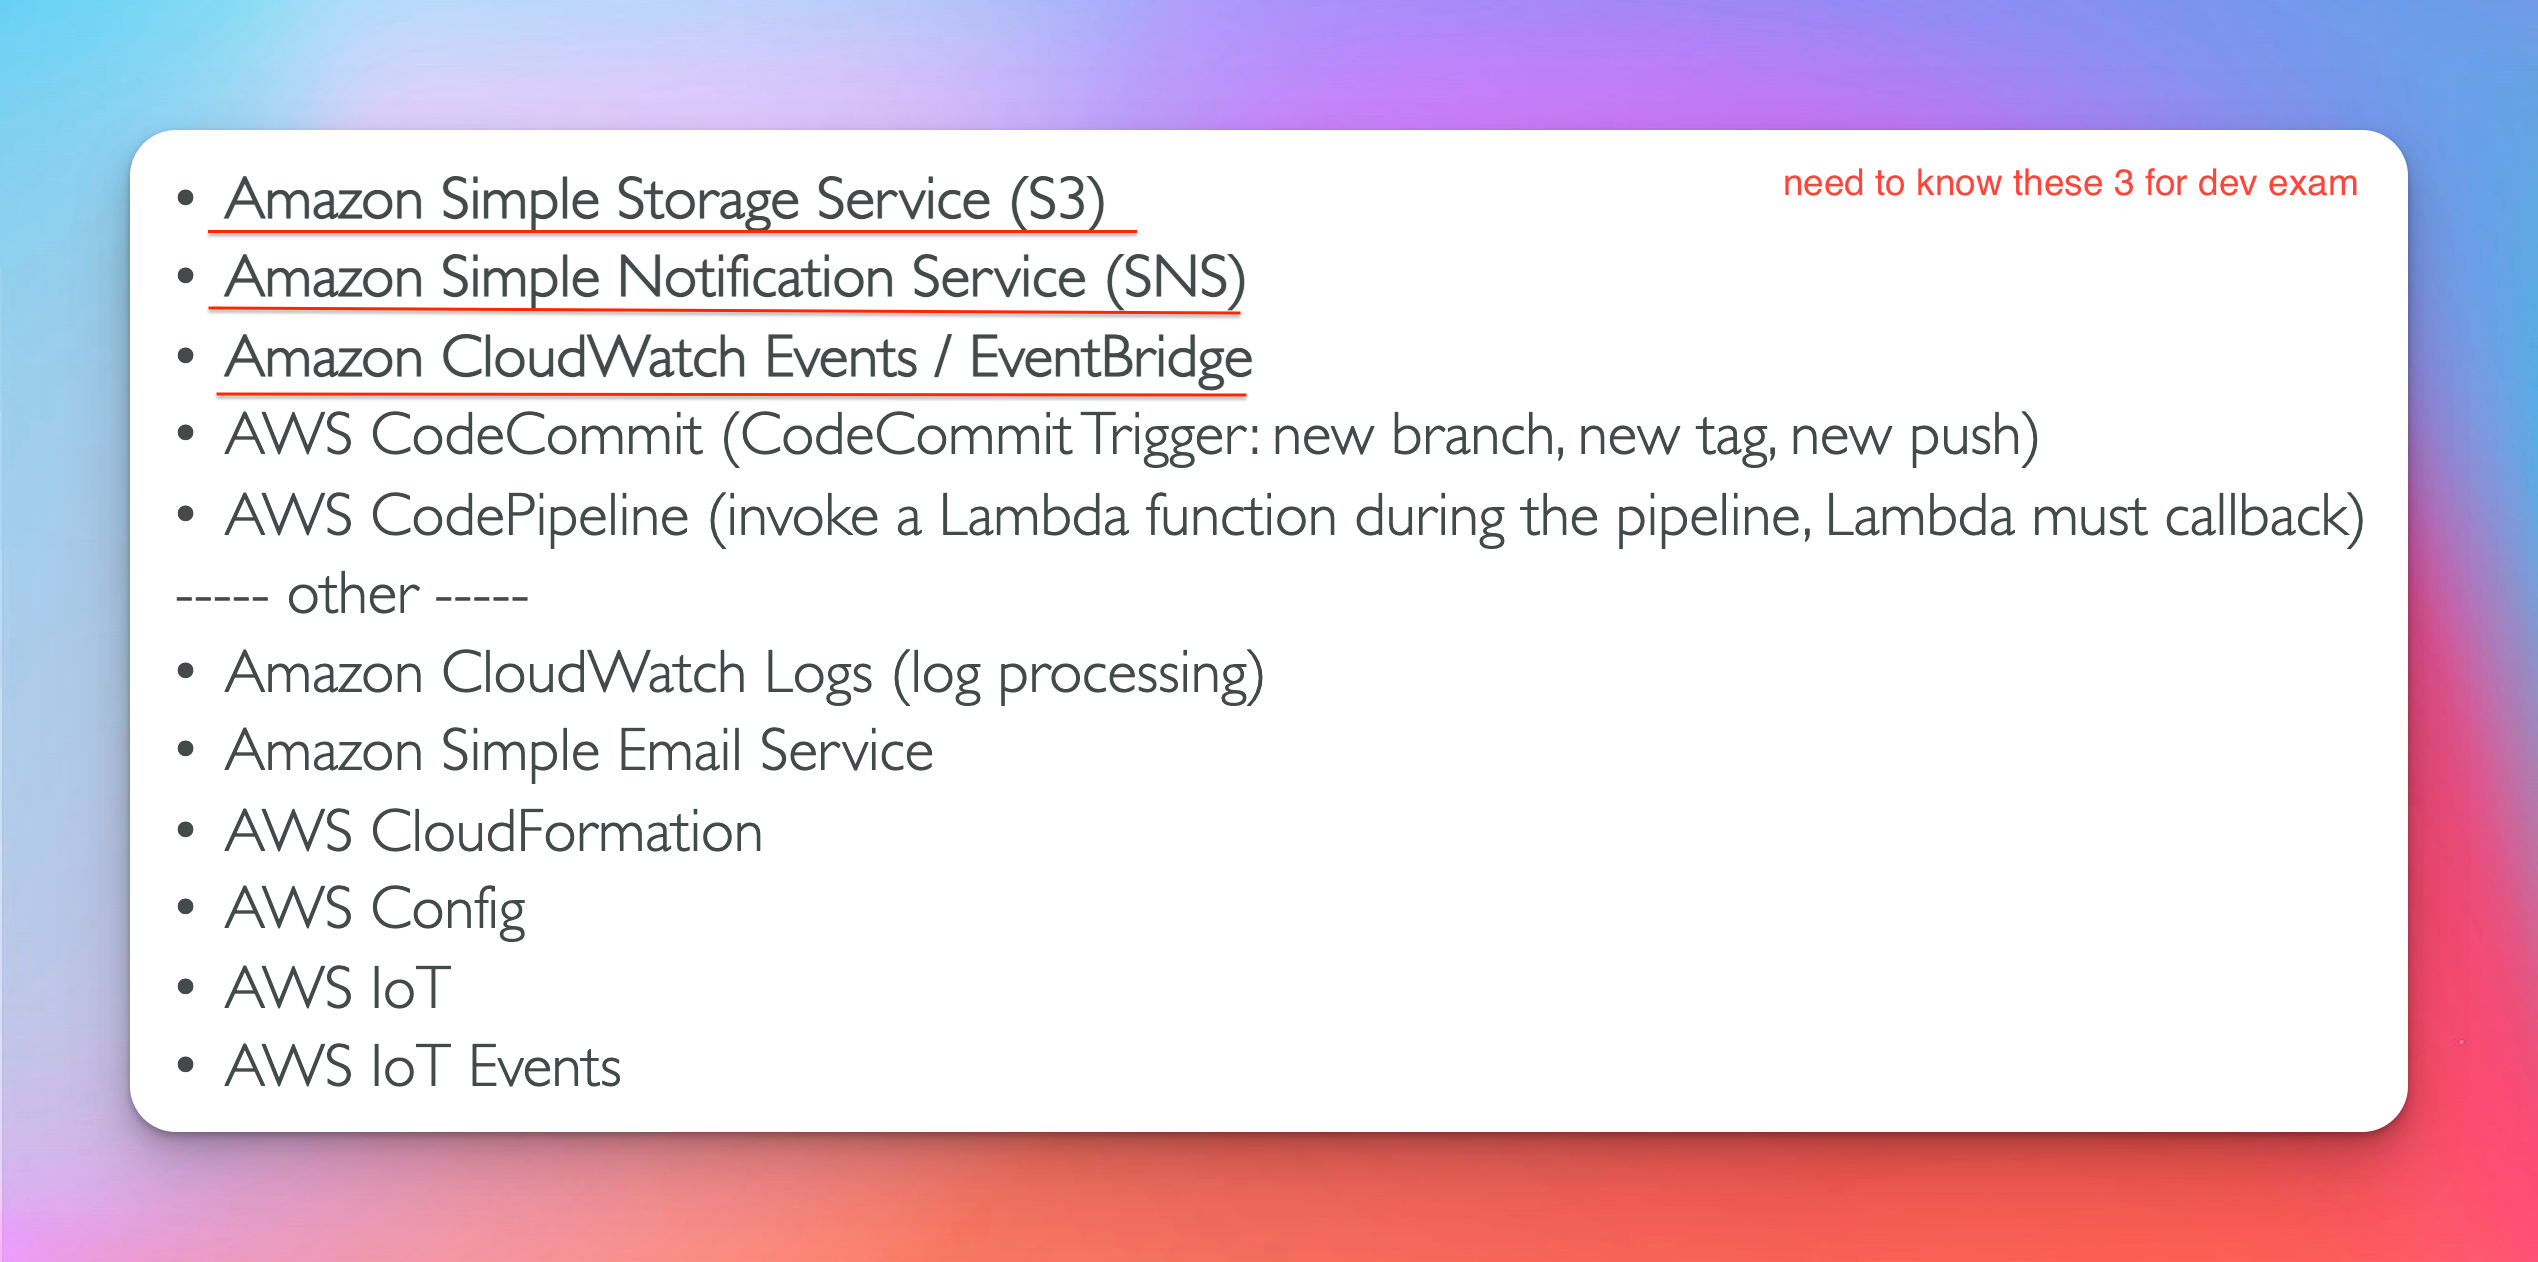 need to know these 3 for dev exam
• Amazon Simple Storage Service (S3)
• Amazon Simple Notification Service (SNS)
• Amazon CloudWatch Events / EventBridge
• AWS CodeCommit (CodeCommit Trigger: new branch, new tag, new push)
• AWS CodePipeline (invoke a Lambda function during the pipeline, Lambda must callback)
----- other -----
• Amazon CloudWatch Logs (log processing)
• Amazon Simple Email Service
• AWS CloudFormation
• AWS Config
• AWS IoT
• AWS IoT Events